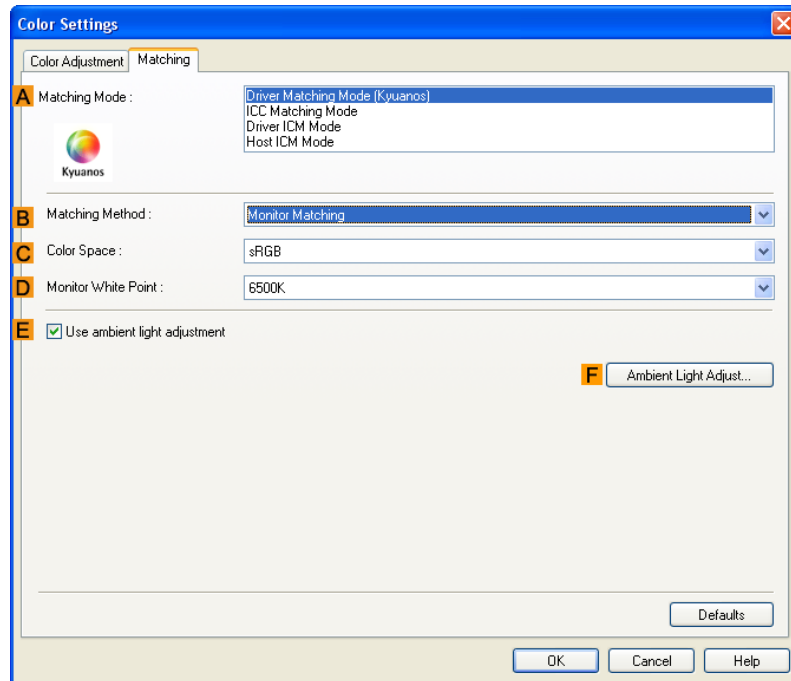 Color Settings
Color Adjustment Matching
A Matching Mode :
Driver Matching Mode (Kyuanos)
ICC Matching Mode
Driver ICM Mode
Host ICM Mode
Kyuanos
B Matching Method : Monitor Matching
C Color Space : sRGB
D Monitor White Point : 6500K
E Use ambient light adjustment
F Ambient Light Adjust...
Defaults
OK Cancel Help